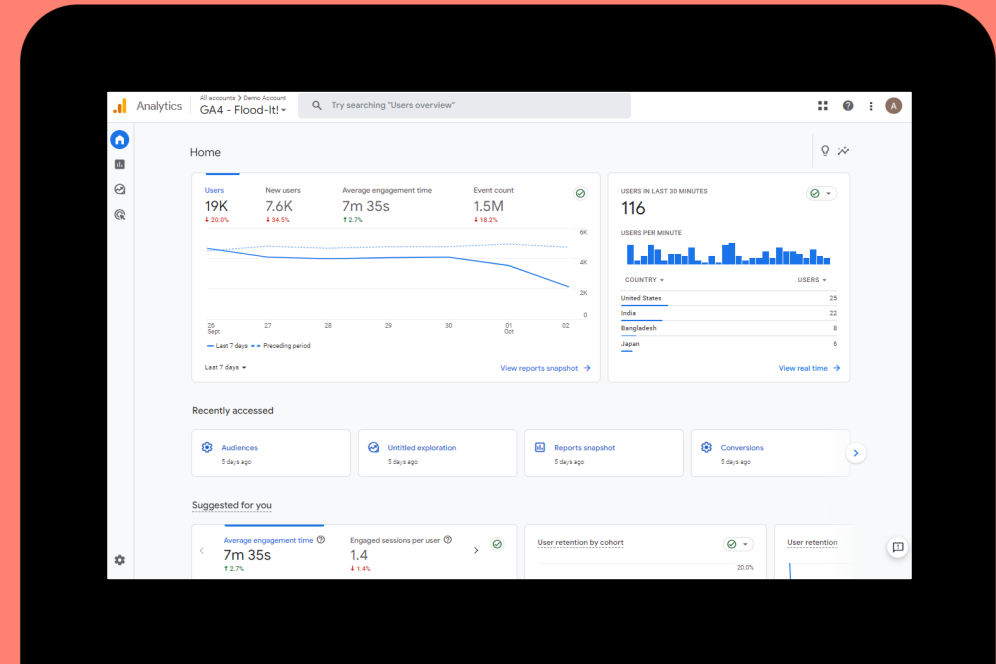 Analytics
All accounts > Demo Account
GA4 - Flood-It!
Try searching "Users overview"
A
Home
Users
19K
↓ 20.0%
New users
7.6K
↓ 34.5%
Average engagement time
7m 35s
↑ 2.7%
Event count
1.5M
↓ 18.2%
6K
4K
2K
0
26
Sept
27
28
29
30
01
Oct
02
Last 7 days
Preceding period
Last 7 days
View reports snapshot
USERS IN LAST 30 MINUTES
116
USERS PER MINUTE
COUNTRY
USERS
United States 25
India 22
Bangladesh 8
Japan 6
View real time
Recently accessed
Audiences
5 days ago
Untitled exploration
5 days ago
Reports snapshot
5 days ago
Conversions
5 days ago
Suggested for you
Average engagement time
7m 35s
↑ 2.7%
Engaged sessions per user
1.4
↓ 1.4%
User retention by cohort
20.0%
User retention